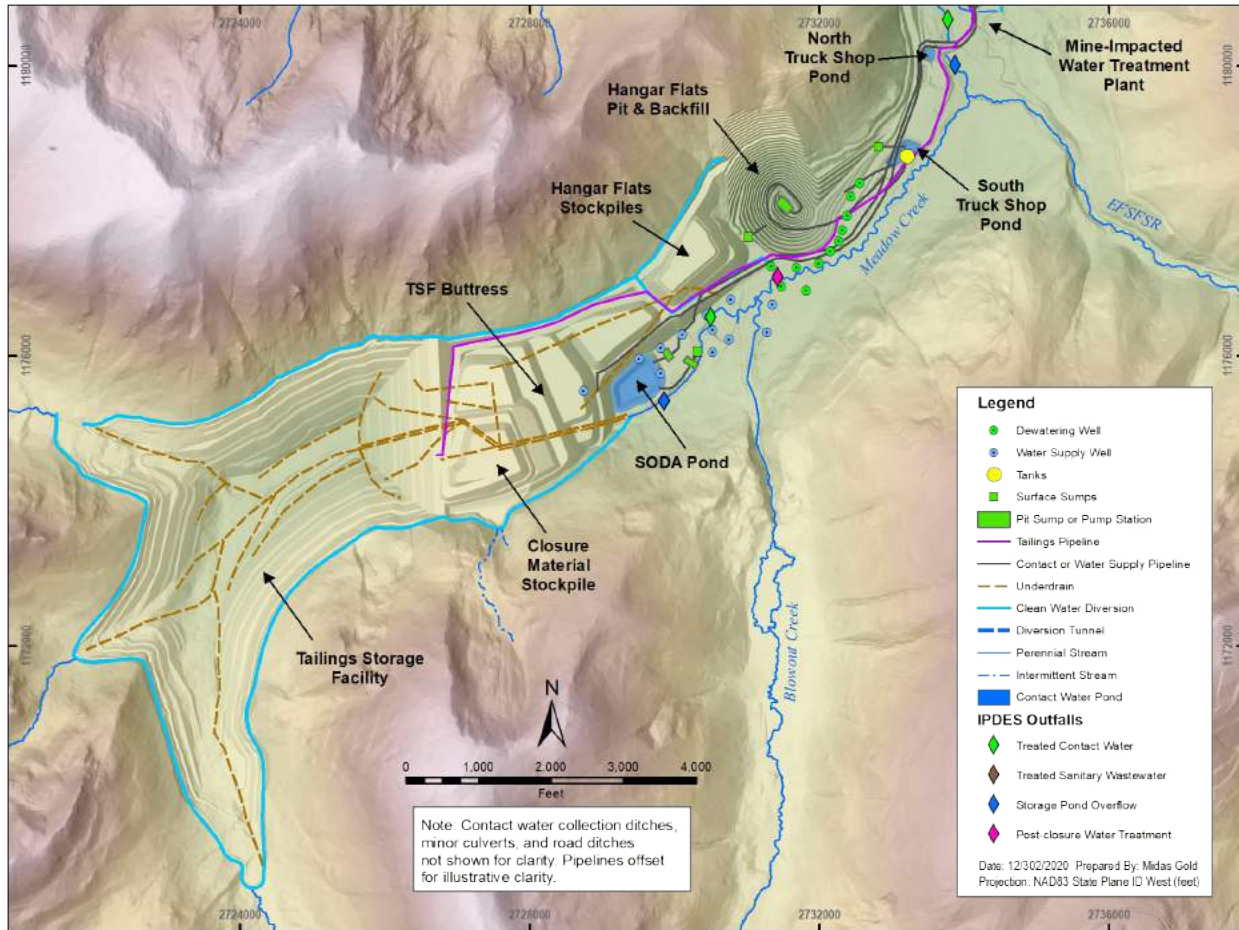 2724000
2728000
2732000
2736000
1180000
1180000
North
Truck Shop
Pond
Mine-Impacted
Water Treatment
Plant
Hangar Flats
Pit & Backfill
Hangar Flats
Stockpiles
South
Truck Shop
Pond
EFSFSR
Meadow Creek
TSF Buttress
1176000
1176000
SODA Pond
Closure
Material
Stockpile
Blowout Creek
1172000
1172000
Tailings Storage
Facility
N
0 1,000 2,000 3,000 4,000
Feet
Note: Contact water collection ditches,
minor culverts, and road ditches
not shown for clarity. Pipelines offset
for illustrative clarity.
Legend
Dewatering Well
Water Supply Well
Tanks
Surface Sumps
Pit Sump or Pump Station
Tailings Pipeline
Contact or Water Supply Pipeline
Underdrain
Clean Water Diversion
Diversion Tunnel
Perennial Stream
Intermittent Stream
Contact Water Pond
IPDES Outfalls
Treated Contact Water
Treated Sanitary Wastewater
Storage Pond Overflow
Post-closure Water Treatment
Date: 12/302/2020 Prepared By: Midas Gold
Projection: NAD83 State Plane ID West (feet)
2724000
2728000
2732000
2736000